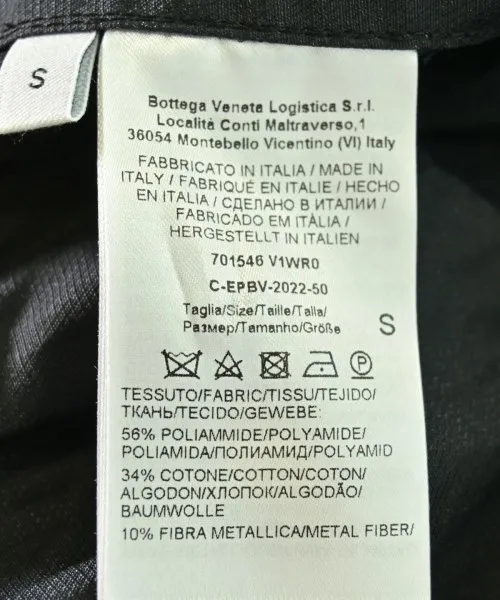 S
Bottega Veneta Logistica S.r.l.
Località Conti Maltraverso,1
36054 Montebello Vicentino (VI) Italy
FABBRICATO IN ITALIA / MADE IN
ITALY / FABRIQUÉ EN ITALIE / HECHO
EN ITALIA / СДЕЛАНО В ИТАЛИИ /
FABRICADO EM ITÀLIA /
HERGESTELLT IN ITALIEN
701546 V1WR0
C-EPBV-2022-50
Taglia/Size/Taille/Talla/
Размер/Tamanho/Größe S
P
TESSUTO/FABRIC/TISSU/TEJIDO/
ТКАНЬ/TECIDO/GEWEBE:
56% POLIAMMIDE/POLYAMIDE/
POLIAMIDA/ПОЛИАМИД/POLYAMID
34% COTONE/COTTON/COTON/
ALGODON/ХЛОПОК/ALGODÃO/
BAUMWOLLE
10% FIBRA METALLICA/METAL FIBER/